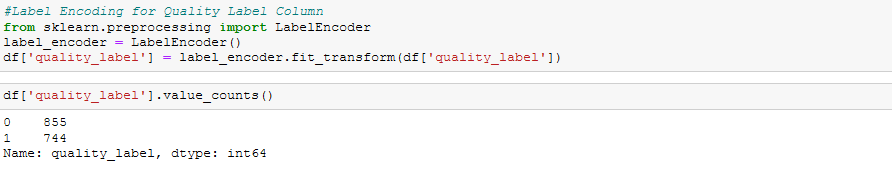 #Label Encoding for Quality Label Column
from sklearn.preprocessing import LabelEncoder
label_encoder = LabelEncoder()
df['quality_label'] = label_encoder.fit_transform(df['quality_label'])
df['quality_label'].value_counts()
0    855
1    744
Name: quality_label, dtype: int64